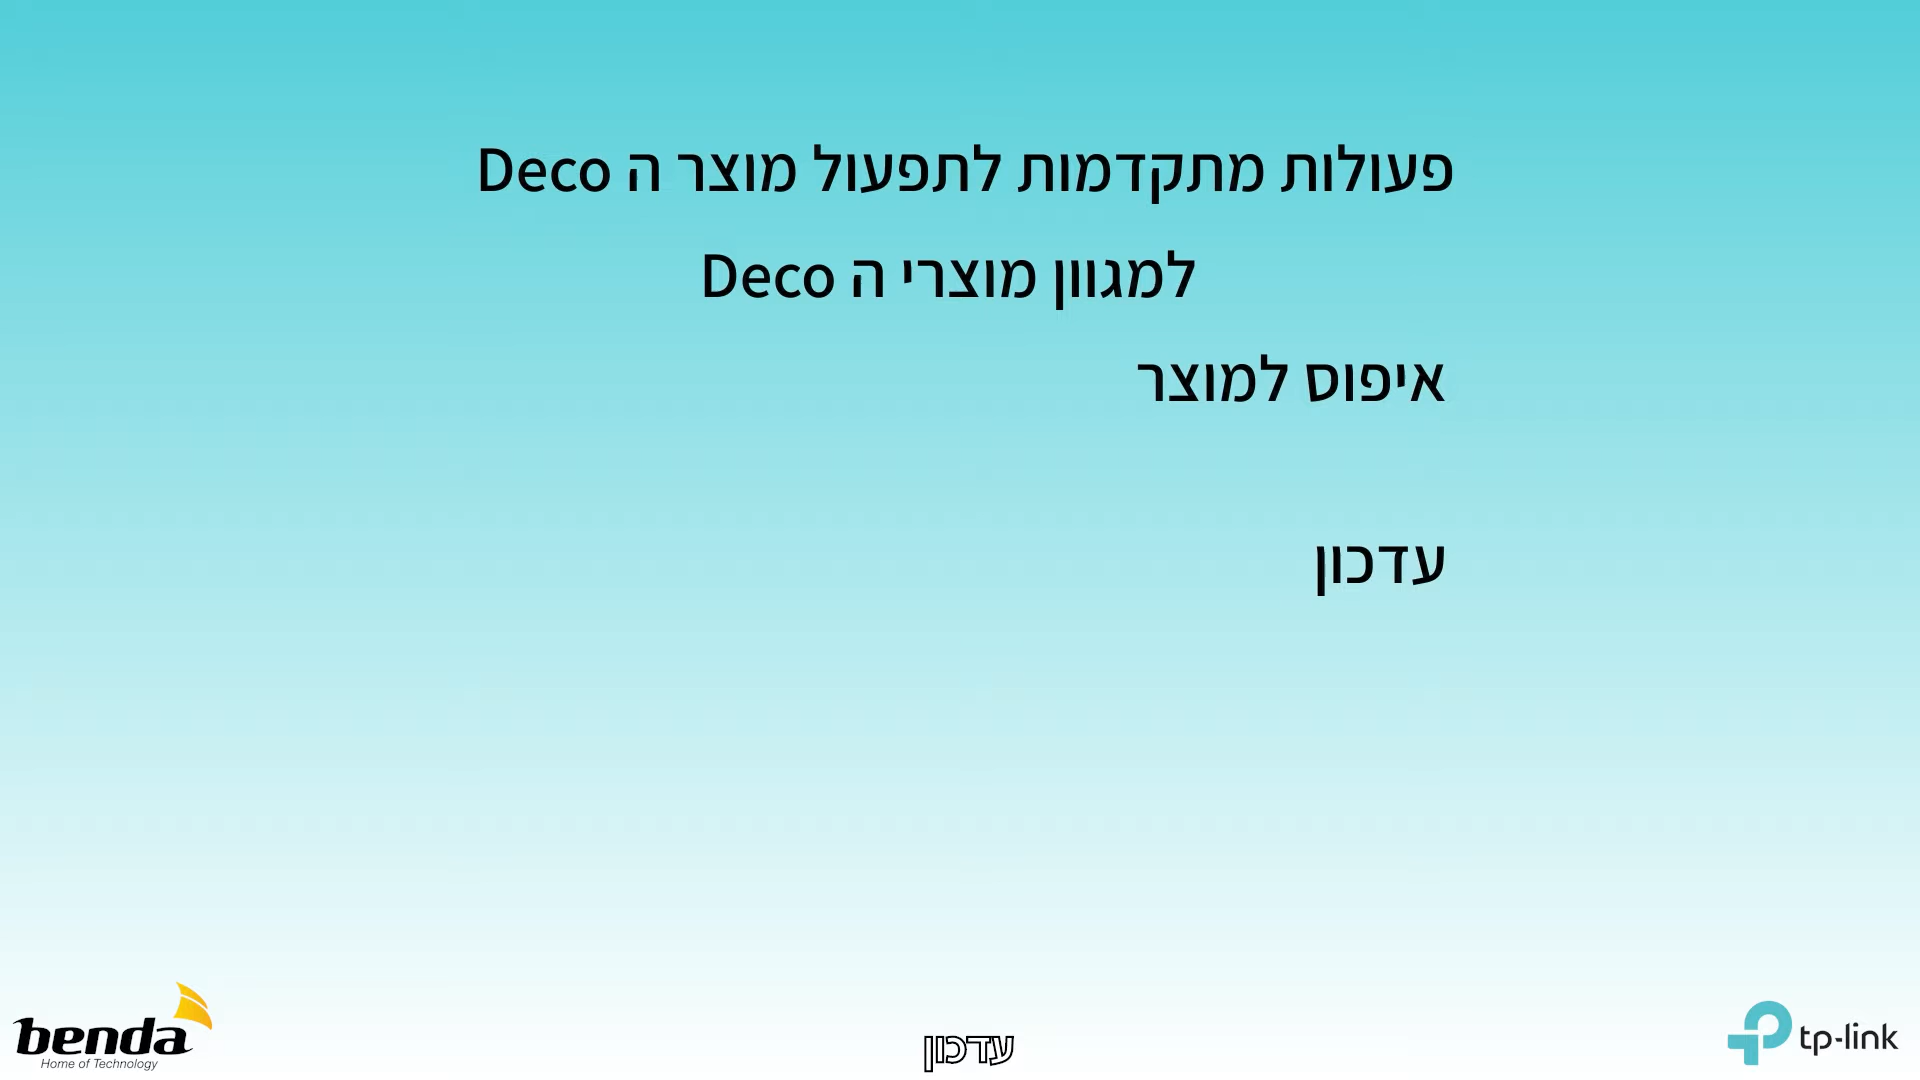 פעולות מתקדמות לתפעול מוצר ה Deco
למגוון מוצרי ה Deco
איפוס למוצר
עדכון
benda
Home of Technology
עדכון
tp-link